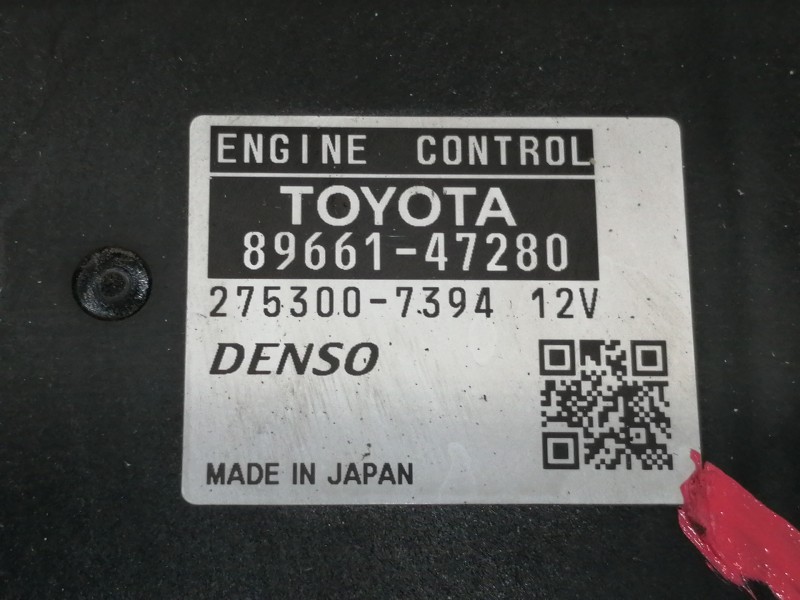 ENGINE CONTROL
TOYOTA
89661-47280
275300-7394 12V
DENSO
MADE IN JAPAN